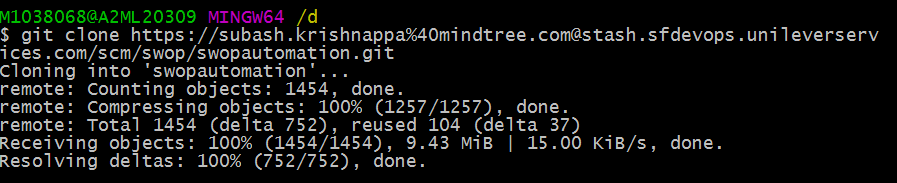 M1038068@A2ML20309 MINGW64 /d
$ git clone https://subash.krishnappa%40mindtree.com@stash.sfdevops.unileverserv
ices.com/scm/swop/swopautomation.git
Cloning into 'swopautomation'...
remote: Counting objects: 1454, done.
remote: Compressing objects: 100% (1257/1257), done.
remote: Total 1454 (delta 752), reused 104 (delta 37)
Receiving objects: 100% (1454/1454), 9.43 MiB | 15.00 KiB/s, done.
Resolving deltas: 100% (752/752), done.